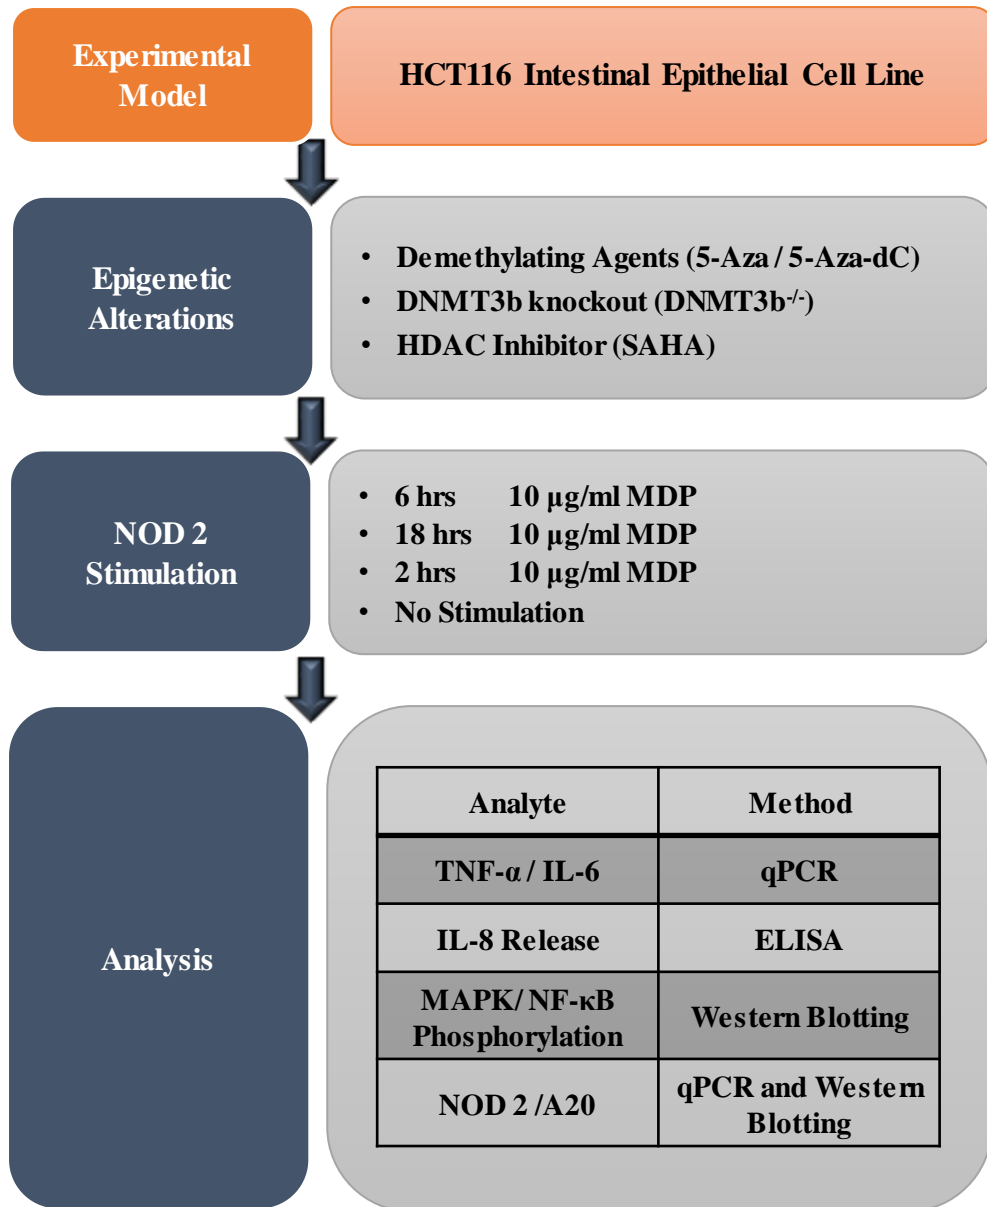 Experimental
Model
HCT116 Intestinal Epithelial Cell Line
Epigenetic
Alterations
• Demethylating Agents (5-Aza / 5-Aza-dC)
• DNMT3b knockout (DNMT3b-/-)
• HDAC Inhibitor (SAHA)
NOD 2
Stimulation
• 6 hrs 10 µg/ml MDP
• 18 hrs 10 µg/ml MDP
• 2 hrs 10 µg/ml MDP
• No Stimulation
Analysis
Analyte Method
TNF-α / IL-6 qPCR
IL-8 Release ELISA
MAPK/ NF-κB
Phosphorylation
Western Blotting
NOD 2 /A20
qPCR and Western
Blotting